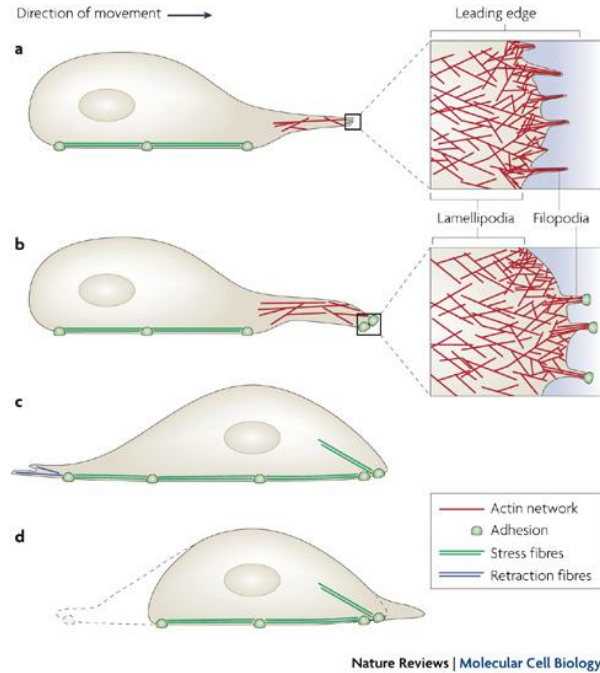 Direction of movement
Leading edge
a
Lamellipodia
Filopodia
b
c
d
Actin network
Adhesion
Stress fibres
Retraction fibres
Nature Reviews | Molecular Cell Biology